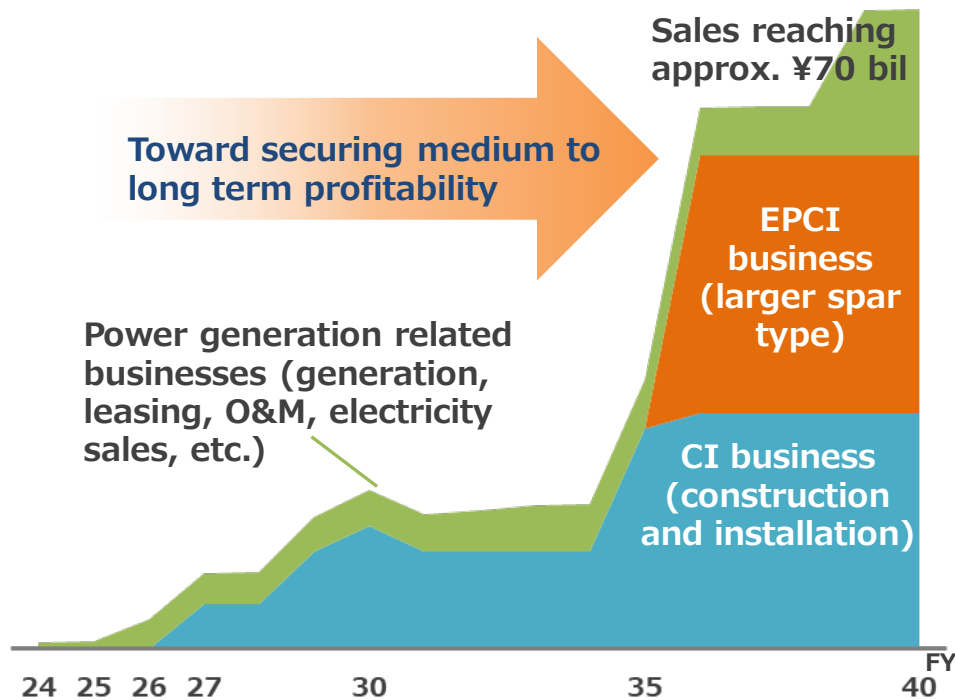 Sales reaching
approx. ¥70 bil
Toward securing medium to
long term profitability
EPCI
business
(larger spar
type)
Power generation related
businesses (generation,
leasing, O&M, electricity
sales, etc.)
CI business
(construction
and installation)
FY
24 25 26 27 30 35 40